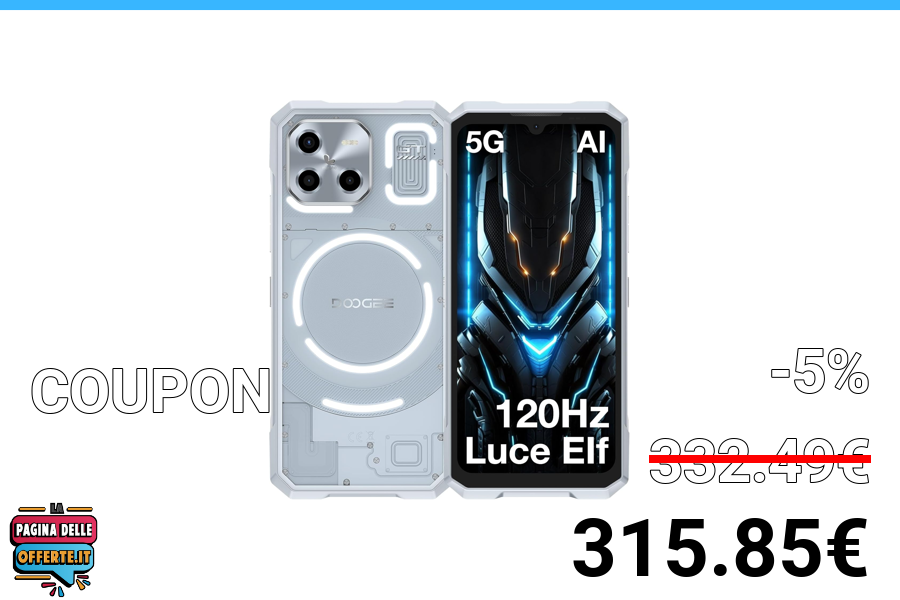 5G AI
DOOGEE
120Hz
Luce Elf
COUPON
-5%
332.49€
315.85€
LA
PAGINA DELLE
OFFERTE.IT